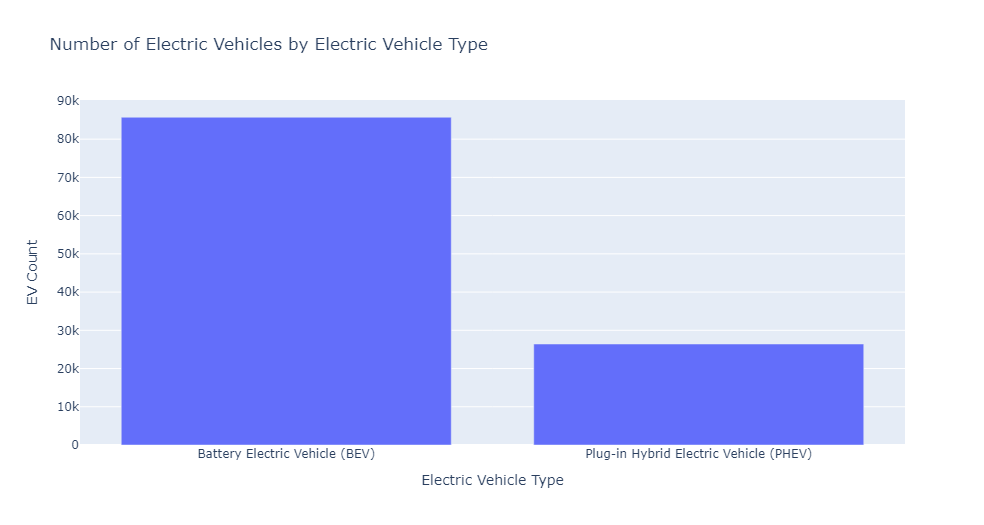 Number of Electric Vehicles by Electric Vehicle Type
EV Count
90k
80k
70k
60k
50k
40k
30k
20k
10k
0
Battery Electric Vehicle (BEV)
Plug-in Hybrid Electric Vehicle (PHEV)
Electric Vehicle Type